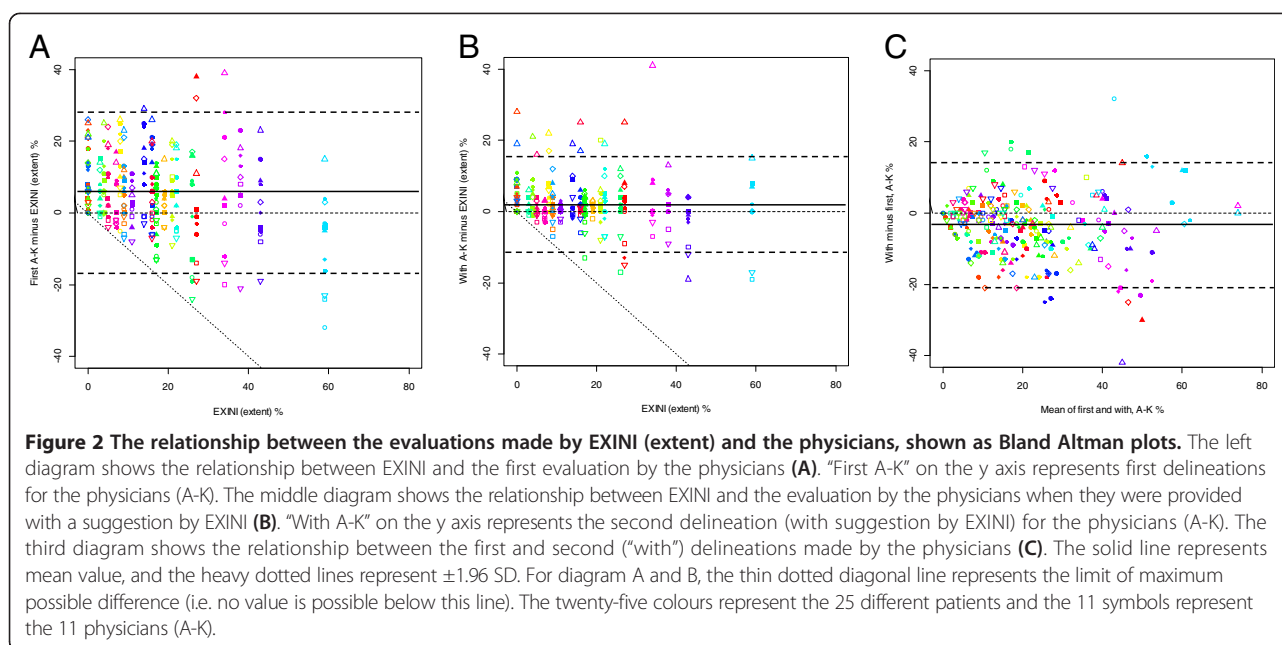 A
B
C
40
20
0
-20
-40
First A-K minus EXINI (extent) %
0
20
40
60
80
EXINI (extent) %
40
20
0
-20
-40
With A-K minus EXINI (extent) %
0
20
40
60
80
EXINI (extent) %
40
20
0
-20
-40
With minus first, A-K %
0
20
40
60
80
Mean of first and with, A-K %
Figure 2 The relationship between the evaluations made by EXINI (extent) and the physicians, shown as Bland Altman plots. The left
diagram shows the relationship between EXINI and the first evaluation by the physicians (A). “First A-K” on the y axis represents first delineations
for the physicians (A-K). The middle diagram shows the relationship between EXINI and the evaluation by the physicians when they were provided
with a suggestion by EXINI (B). “With A-K” on the y axis represents the second delineation (with suggestion by EXINI) for the physicians (A-K). The
third diagram shows the relationship between the first and second (“with”) delineations made by the physicians (C). The solid line represents
mean value, and the heavy dotted lines represent ±1.96 SD. For diagram A and B, the thin dotted diagonal line represents the limit of maximum
possible difference (i.e. no value is possible below this line). The twenty-five colours represent the 25 different patients and the 11 symbols represent
the 11 physicians (A-K).